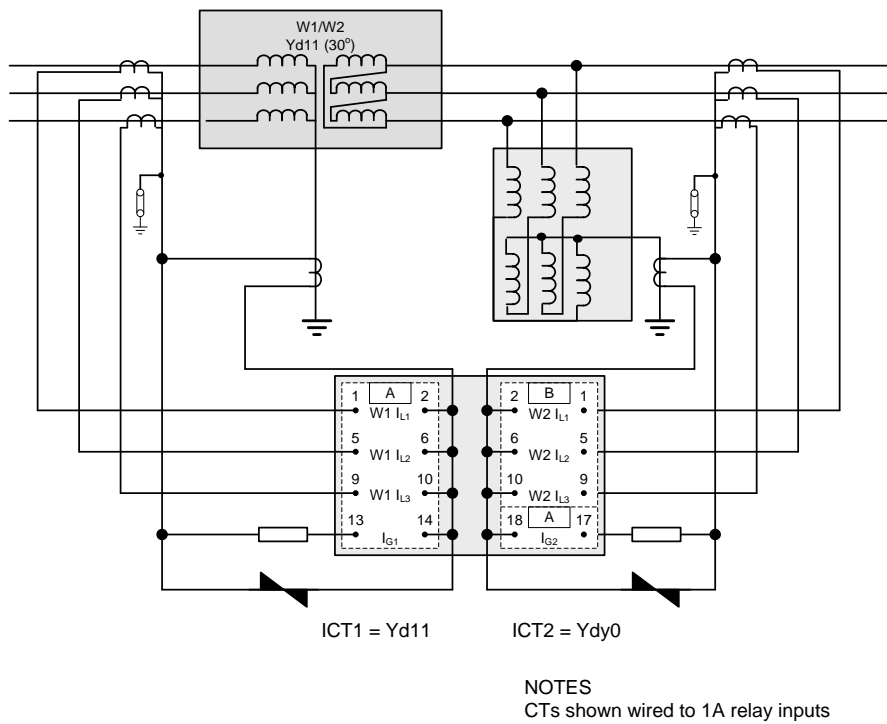 W1/W2
Yd11 (30°)
A B
1 2 2 1
W1 IL1 W2 IL1
5 6 6 5
W1 IL2 W2 IL2
9 10 10 9
W1 IL3 W2 IL3
A
13 14 18 17
IG1 IG2
ICT1 = Yd11 ICT2 = Ydy0
NOTES
CTs shown wired to 1A relay inputs